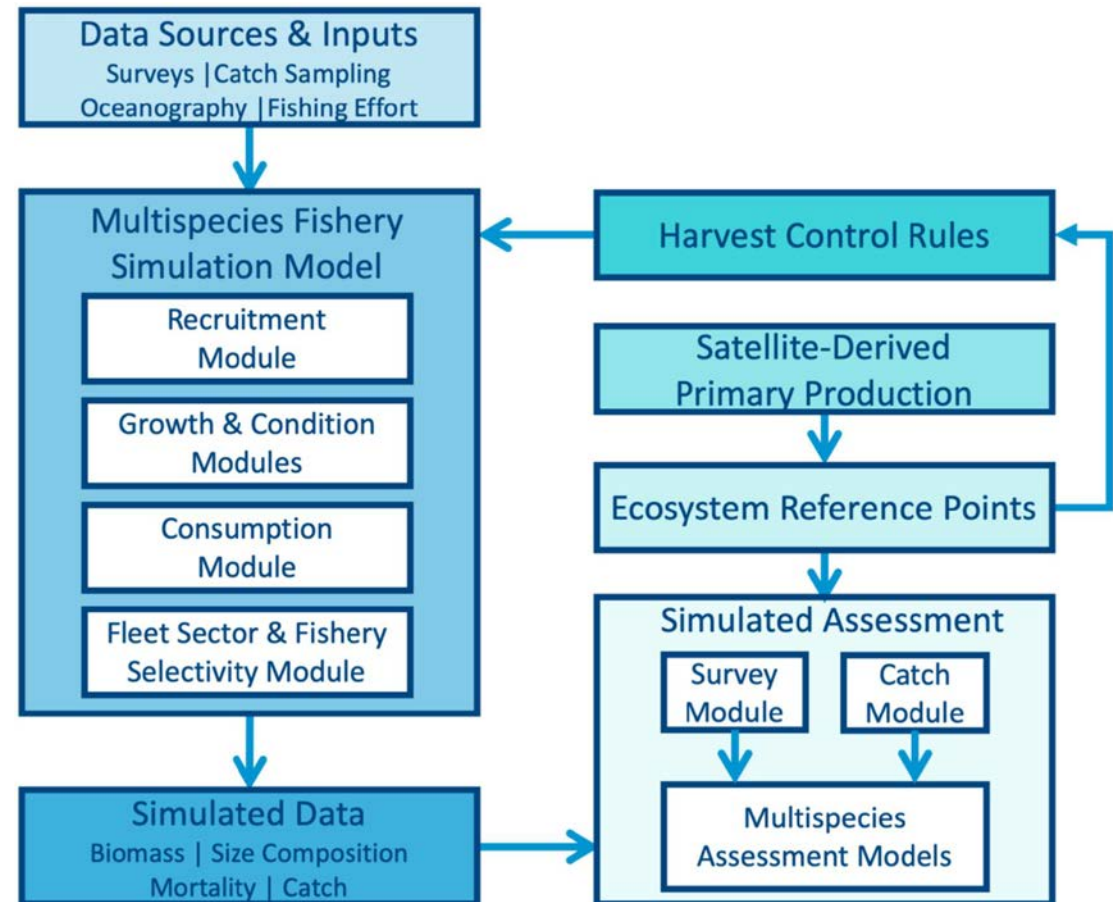 Data Sources & Inputs
Surveys |Catch Sampling
Oceanography |Fishing Effort
Multispecies Fishery
Simulation Model
Recruitment
Module
Growth & Condition
Modules
Consumption
Module
Fleet Sector & Fishery
Selectivity Module
Simulated Data
Biomass | Size Composition
Mortality | Catch
Harvest Control Rules
Satellite-Derived
Primary Production
Ecosystem Reference Points
Simulated Assessment
Survey
Module
Catch
Module
Multispecies
Assessment Models